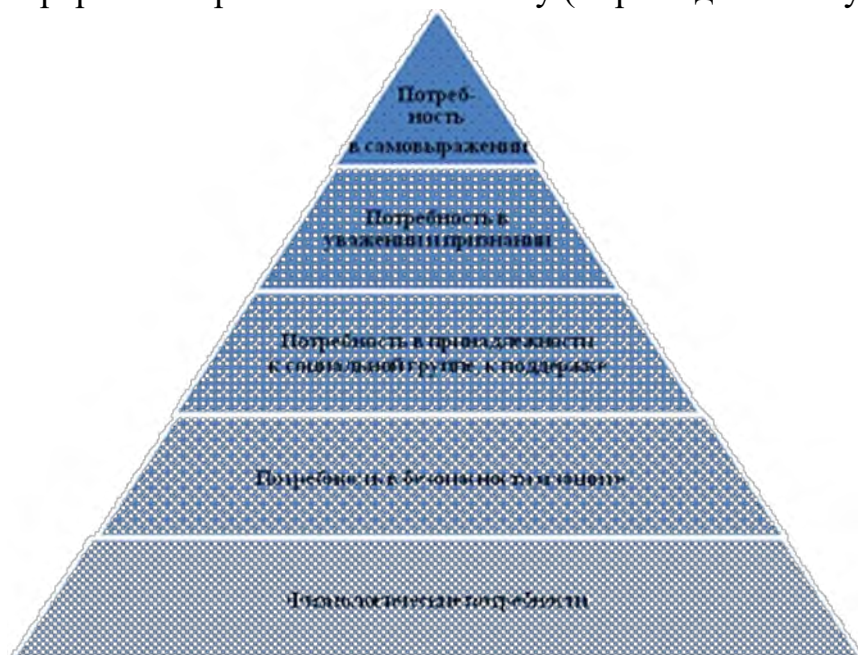 Потреб-
ность
в самовыражении
Потребность в
уважении и признании
Потребность в принадлежности
к социальной группе, к поддержке
Потребность в безопасности и защите
Физиологические потребности